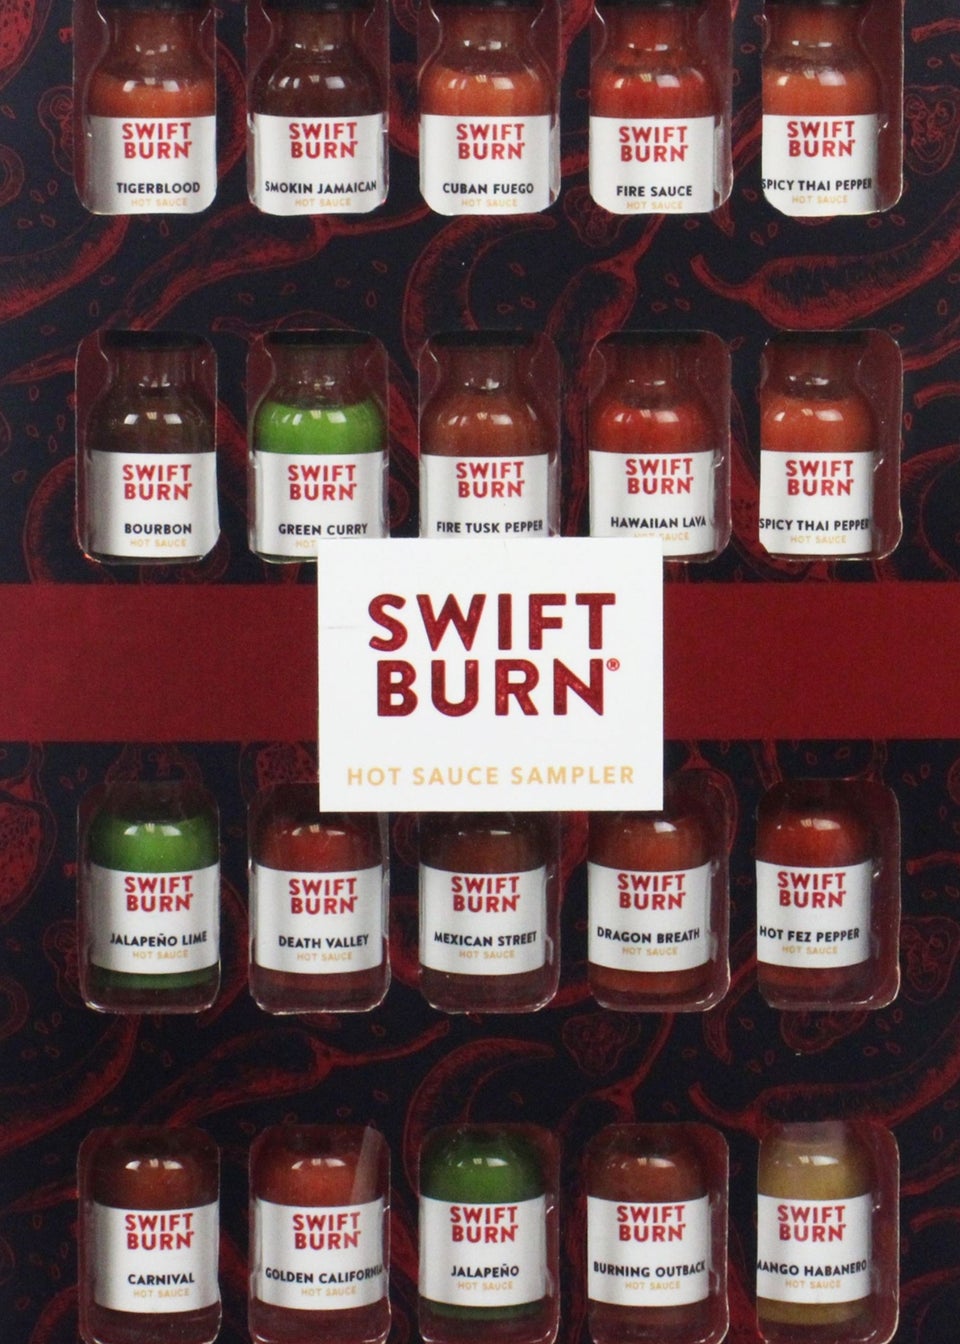 SWIFT
BURN
TIGERBLOOD
HOT SAUCE
SWIFT
BURN
SMOKIN JAMAICAN
HOT SAUCE
SWIFT
BURN
CUBAN FUEGO
HOT SAUCE
SWIFT
BURN
FIRE SAUCE
HOT SAUCE
SWIFT
BURN
SPICY THAI PEPPER
HOT SAUCE
SWIFT
BURN
BOURBON
HOT SAUCE
SWIFT
BURN
GREEN CURRY
HOT
SWIFT
BURN
FIRE TUSK PEPPER
SWIFT
BURN
HAWAIIAN LAVA
SAUCE
SWIFT
BURN
SPICY THAI PEPPER
HOT SAUCE
SWIFT
BURN®
HOT SAUCE SAMPLER
SWIFT
BURN
JALAPEÑO LIME
HOT SAUCE
SWIFT
BURN
DEATH VALLEY
HOT SAUCE
SWIFT
BURN
MEXICAN STREET
HOT SAUCE
SWIFT
BURN
DRAGON BREATH
HOT SAUCE
SWIFT
BURN
HOT FEZ PEPPER
HOT SAUCE
SWIFT
BURN
CARNIVAL
HOT SAUCE
SWIFT
BURN
GOLDEN CALIFORNIA
HOT SAUCE
SWIFT
BURN
JALAPEÑO
HOT SAUCE
SWIFT
BURN
BURNING OUTBACK
HOT SAUCE
SWIFT
BURN
MANGO HABANERO
HOT SAUCE